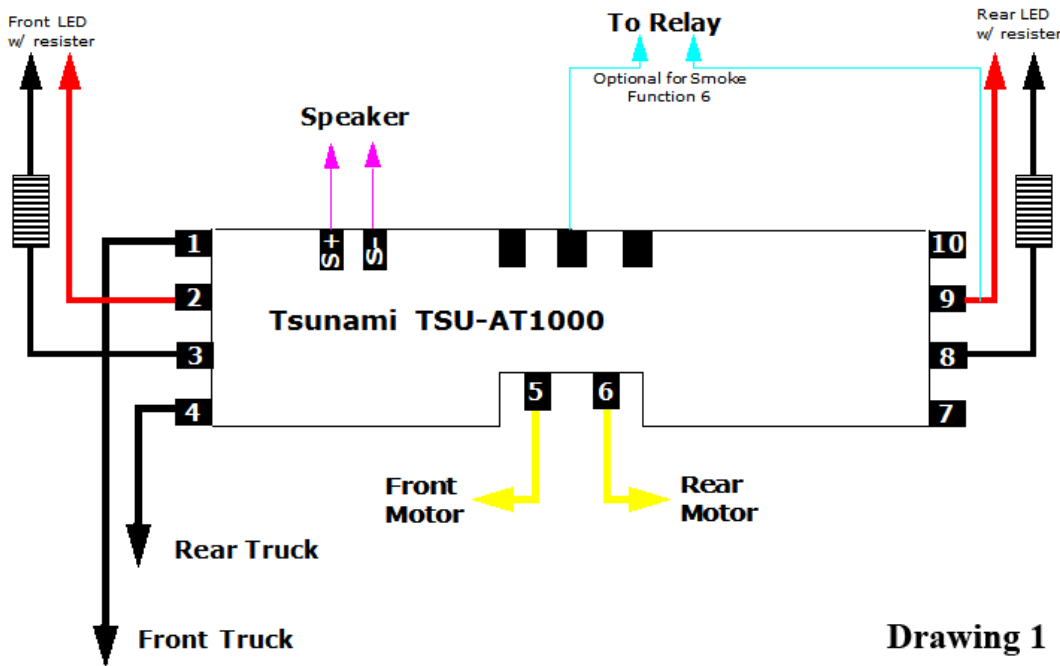 Front LED
w/ resister
To Relay
Rear LED
w/ resister
Optional for Smoke
Function 6
Speaker
S+
S-
1
10
2
9
Tsunami TSU-AT1000
3
8
4
5
6
7
Front
Motor
Rear
Motor
Rear Truck
Front Truck
Drawing 1